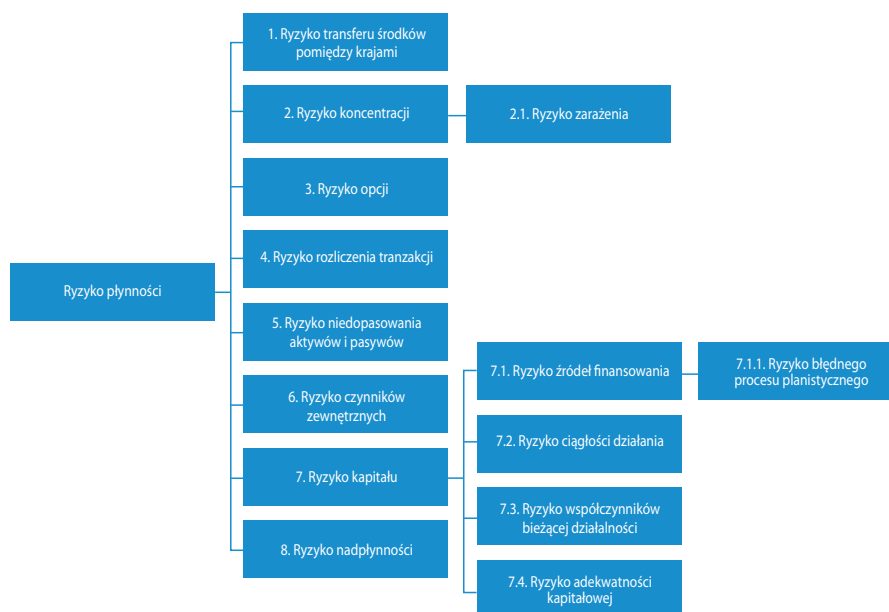 Ryzyko płynności
1. Ryzyko transferu środków
pomiędzy krajami
2. Ryzyko koncentracji
2.1. Ryzyko zarażenia
3. Ryzyko opcji
4. Ryzyko rozliczenia tranzakcji
5. Ryzyko niedopasowania
aktywów i pasywów
6. Ryzyko czynników
zewnętrznych
7. Ryzyko kapitału
7.1. Ryzyko źródeł finansowania
7.1.1. Ryzyko błędnego
procesu planistycznego
7.2. Ryzyko ciągłości działania
7.3. Ryzyko współczynników
bieżącej działalności
7.4. Ryzyko adekwatności
kapitałowej
8. Ryzyko nadpłynności